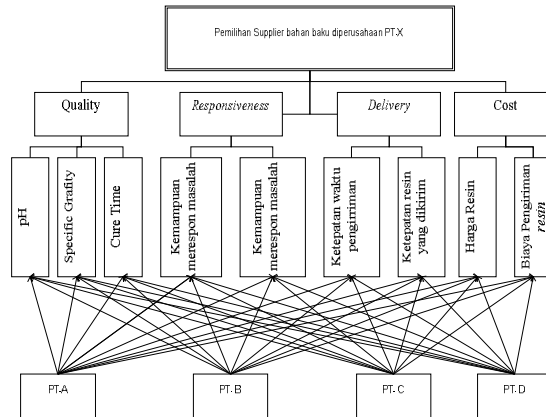 Pemilihan Supplier bahan baku diperusahaan PT-X
Quality
Responsiveness
Delivery
Cost
pH
Specific Grafity
Cure Time
Kemampuan
merespon masalah
Kemampuan
merespon masalah
Ketepatan waktu
pengirriman
Ketepatan resin
yang dikirim
Harga Resin
Biaya Pengiriman
resin
PT-A
PT- B
PT- C
PT- D